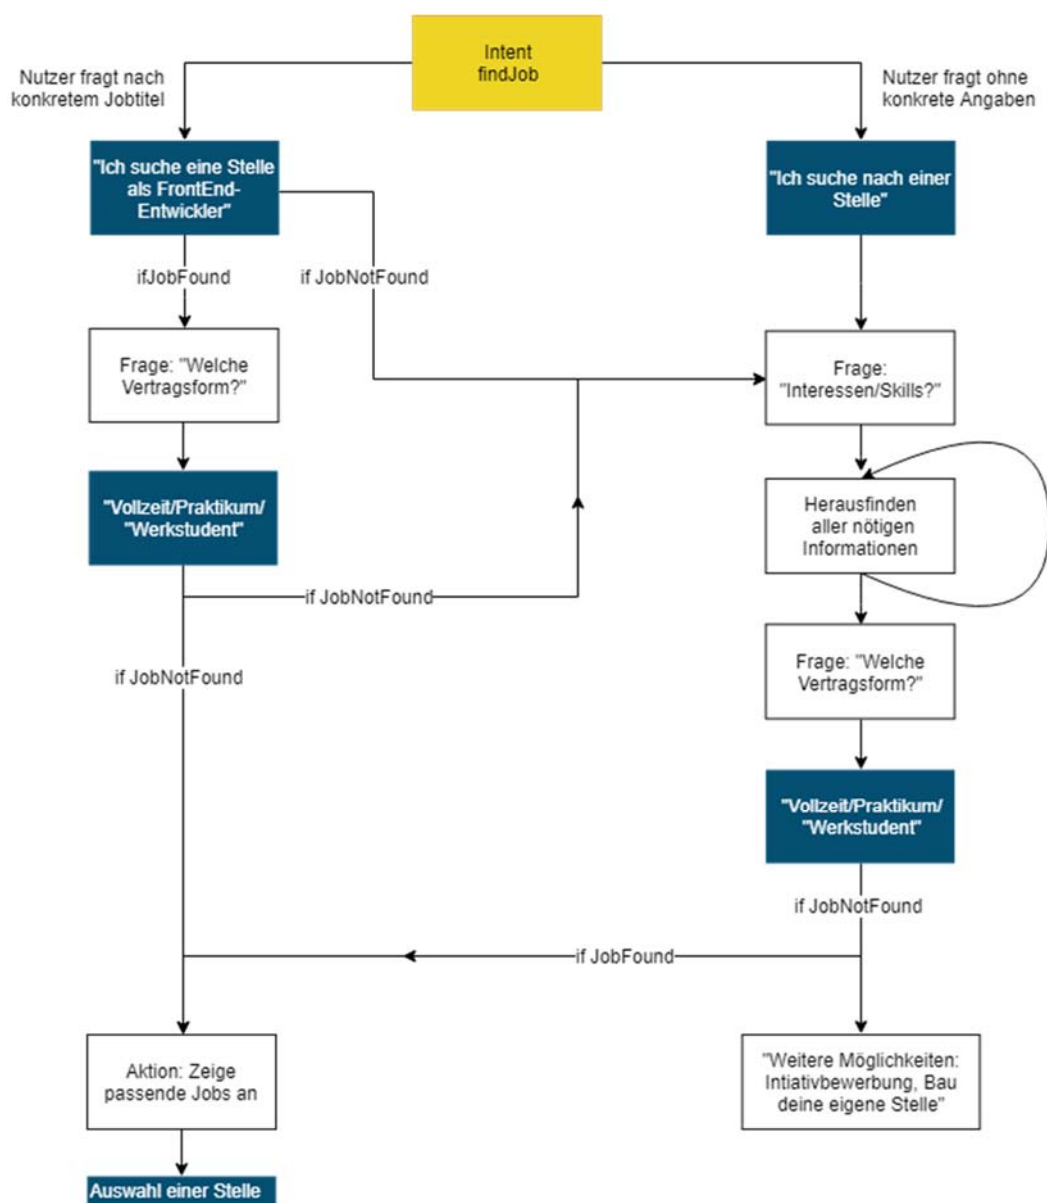 Intent
findJob
Nutzer fragt nach
konkretem Jobtitel
Nutzer fragt ohne
konkrete Angaben
"Ich suche eine Stelle
als FrontEnd-
Entwickler"
"Ich suche nach einer
Stelle"
ifJobFound
if JobNotFound
Frage: "Welche
Vertragsform?"
Frage:
"Interessen/Skills?"
"Vollzeit/Praktikum/
"Werkstudent"
Herausfinden
aller nötigen
Informationen
if JobNotFound
if JobNotFound
Frage: "Welche
Vertragsform?"
"Vollzeit/Praktikum/
"Werkstudent"
if JobNotFound
if JobFound
Aktion: Zeige
passende Jobs an
"Weitere Möglichkeiten:
Intiativbewerbung, Bau
deine eigene Stelle"
Auswahl einer Stelle